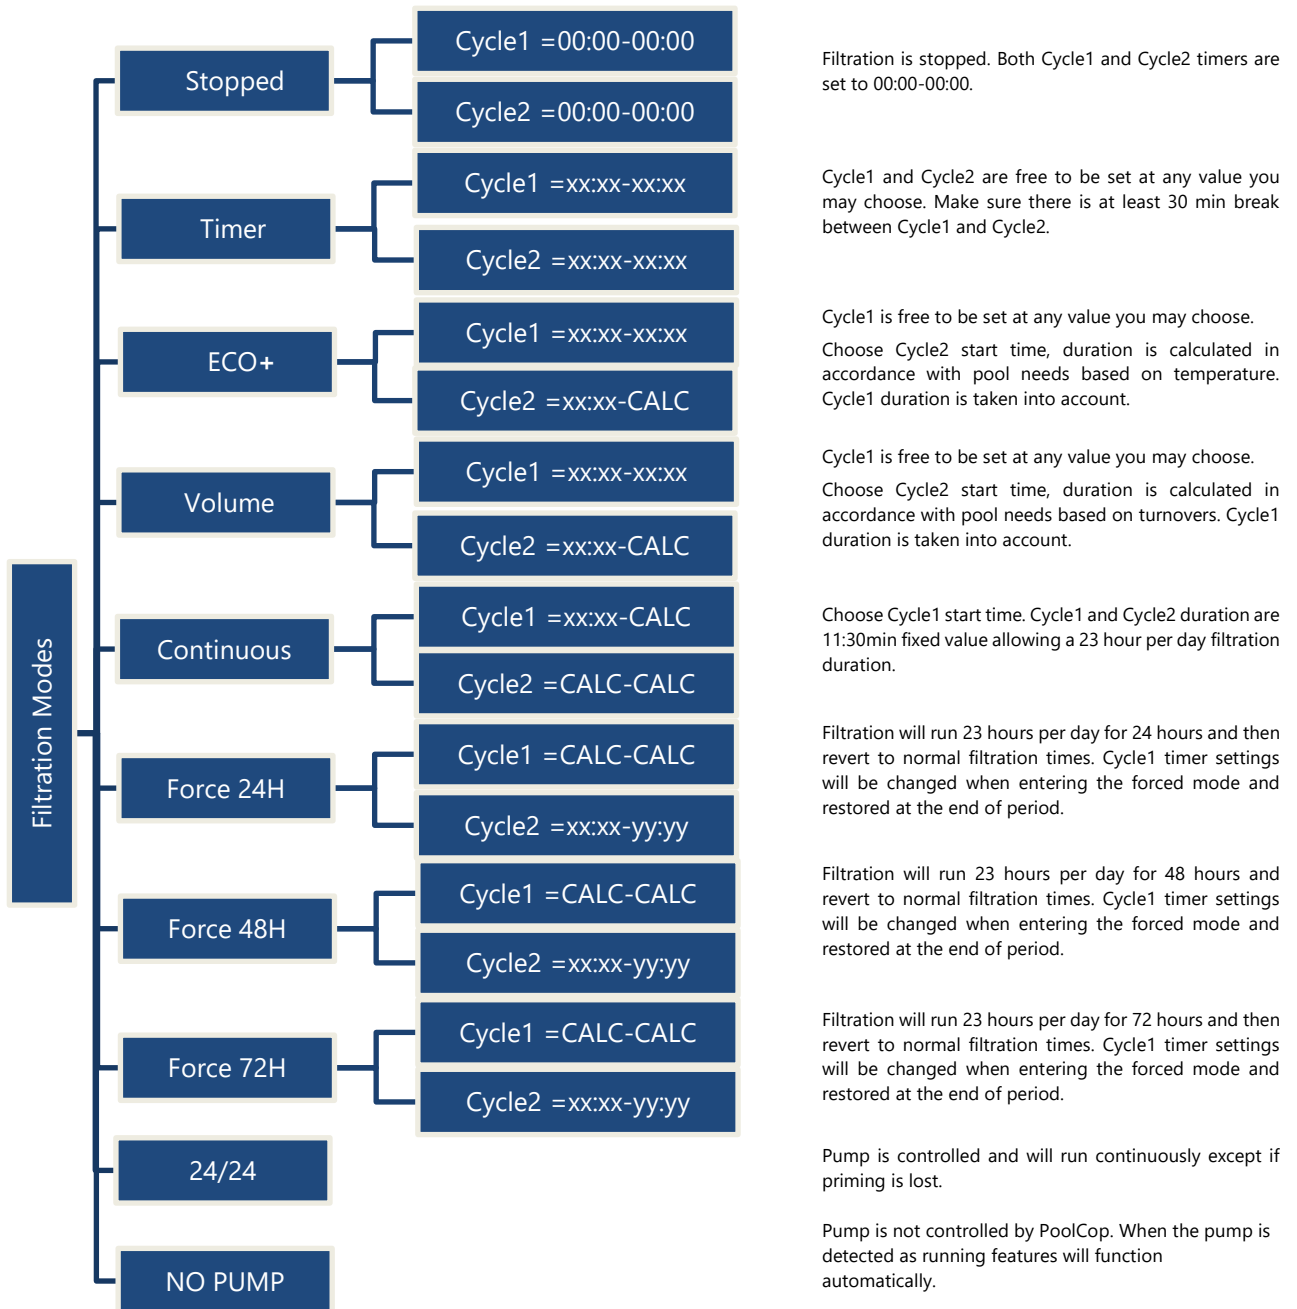 Filtration Modes
Stopped
Cycle1 =00:00-00:00
Cycle2 =00:00-00:00
Filtration is stopped. Both Cycle1 and Cycle2 timers are
set to 00:00-00:00.
Timer
Cycle1 =xx:xx-xx:xx
Cycle2 =xx:xx-xx:xx
Cycle1 and Cycle2 are free to be set at any value you
may choose. Make sure there is at least 30 min break
between Cycle1 and Cycle2.
ECO+
Cycle1 =xx:xx-xx:xx
Cycle2 =xx:xx-CALC
Cycle1 is free to be set at any value you may choose.
Choose Cycle2 start time, duration is calculated in
accordance with pool needs based on temperature.
Cycle1 duration is taken into account.
Volume
Cycle1 =xx:xx-xx:xx
Cycle2 =xx:xx-CALC
Cycle1 is free to be set at any value you may choose.
Choose Cycle2 start time, duration is calculated in
accordance with pool needs based on turnovers. Cycle1
duration is taken into account.
Continuous
Cycle1 =xx:xx-CALC
Cycle2 =CALC-CALC
Choose Cycle1 start time. Cycle1 and Cycle2 duration are
11:30min fixed value allowing a 23 hour per day filtration
duration.
Force 24H
Cycle1 =CALC-CALC
Cycle2 =xx:xx-yy:yy
Filtration will run 23 hours per day for 24 hours and then
revert to normal filtration times. Cycle1 timer settings
will be changed when entering the forced mode and
restored at the end of period.
Force 48H
Cycle1 =CALC-CALC
Cycle2 =xx:xx-yy:yy
Filtration will run 23 hours per day for 48 hours and
revert to normal filtration times. Cycle1 timer settings
will be changed when entering the forced mode and
restored at the end of period.
Force 72H
Cycle1 =CALC-CALC
Cycle2 =xx:xx-yy:yy
Filtration will run 23 hours per day for 72 hours and then
revert to normal filtration times. Cycle1 timer settings
will be changed when entering the forced mode and
restored at the end of period.
24/24
Pump is controlled and will run continuously except if
priming is lost.
NO PUMP
Pump is not controlled by PoolCop. When the pump is
detected as running features will function
automatically.